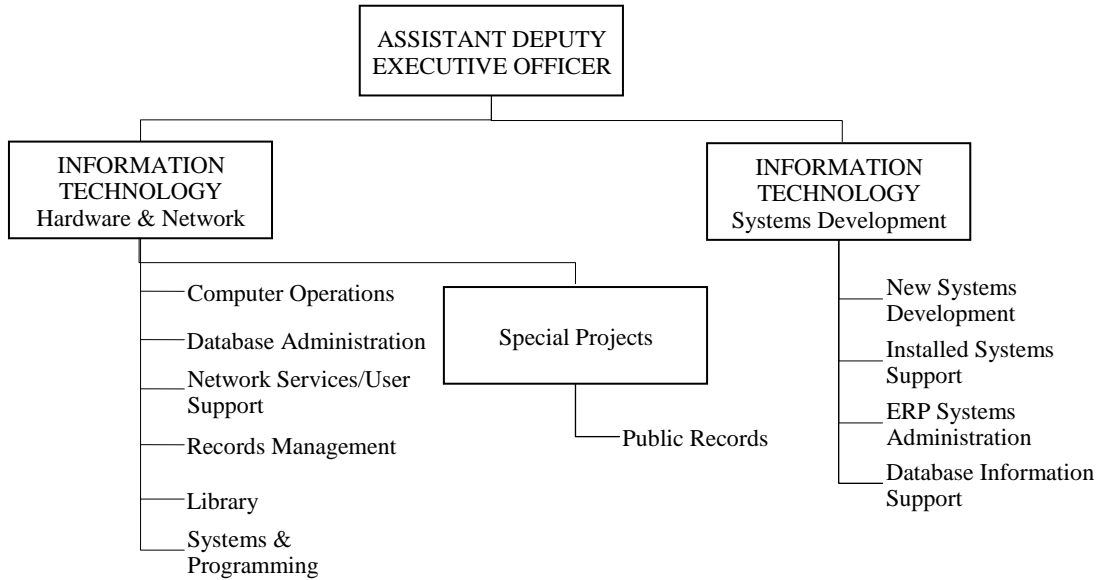 ASSISTANT DEPUTY
EXECUTIVE OFFICER
INFORMATION
TECHNOLOGY
Hardware & Network
INFORMATION
TECHNOLOGY
Systems Development
Computer Operations
Database Administration
Network Services/User
Support
Records Management
Library
Systems &
Programming
Special Projects
Public Records
New Systems
Development
Installed Systems
Support
ERP Systems
Administration
Database Information
Support